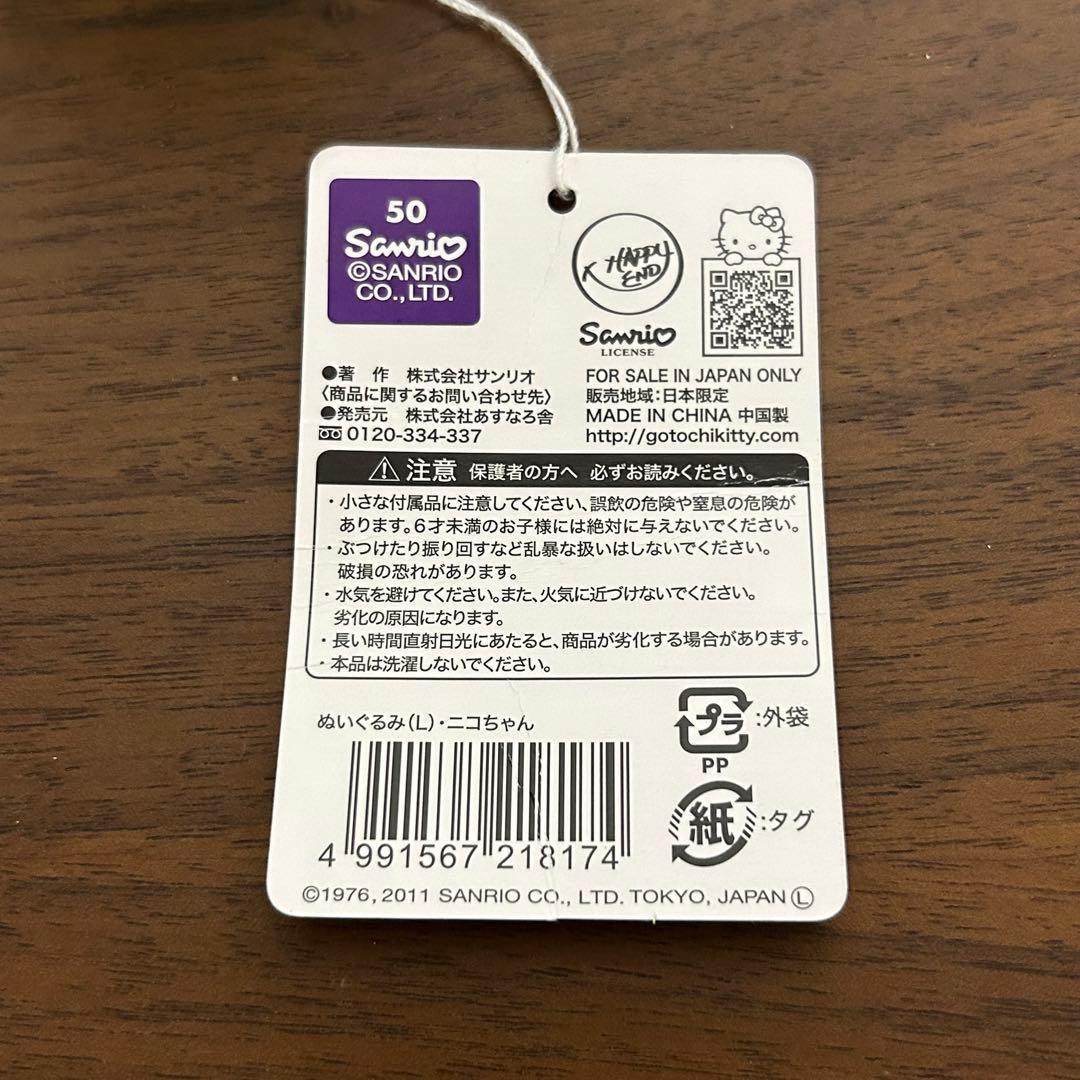 50
Sanrio
©SANRIO
CO.,LTD.
HAPPY
END
Sanrio
LICENSE
●著 作 株式会社サンリオ
〈商品に関するお問い合わせ先〉
●発売元 株式会社あすなろ舎
0120-334-337
FOR SALE IN JAPAN ONLY
販売地域:日本限定
MADE IN CHINA 中国製
http://gotochikitty.com
⚠注意 保護者の方へ 必ずお読みください。
・小さな付属品に注意してください、誤飲の危険や窒息の危険が
あります。6才未満のお子様には絶対に与えないでください。
・ぶつけたり振り回すなど乱暴な扱いはしないでください。
破損の恐れがあります。
・水気を避けてください。また、火気に近づけないでください。
劣化の原因になります。
・長い時間直射日光にあたると、商品が劣化する場合があります。
・本品は洗濯しないでください。
ぬいぐるみ(L)・ニコちゃん
プラ:外袋
PP
紙:タグ
4 991567 218174
©1976, 2011 SANRIO CO., LTD. TOKYO, JAPAN Ⓛ